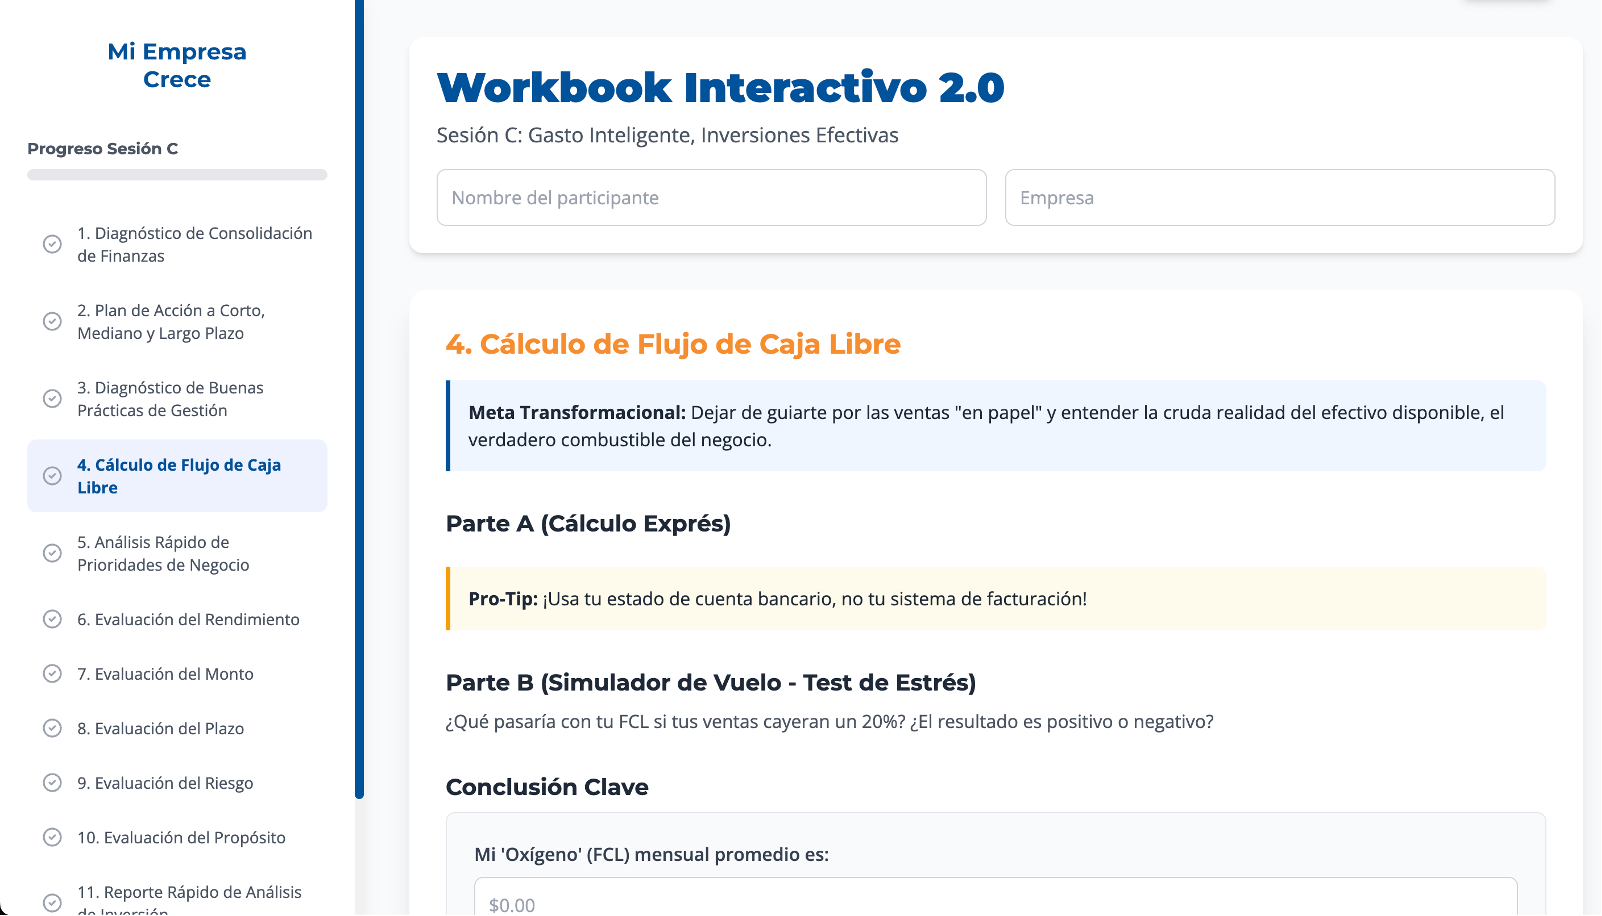 Mi Empresa
Crece
Progreso Sesión C
1. Diagnóstico de Consolidación
de Finanzas
2. Plan de Acción a Corto,
Mediano y Largo Plazo
3. Diagnóstico de Buenas
Prácticas de Gestión
4. Cálculo de Flujo de Caja
Libre
5. Análisis Rápido de
Prioridades de Negocio
6. Evaluación del Rendimiento
7. Evaluación del Monto
8. Evaluación del Plazo
9. Evaluación del Riesgo
10. Evaluación del Propósito
11. Reporte Rápido de Análisis
de Inversión
Workbook Interactivo 2.0
Sesión C: Gasto Inteligente, Inversiones Efectivas
Nombre del participante
Empresa
4. Cálculo de Flujo de Caja Libre
Meta Transformacional: Dejar de guiarte por las ventas "en papel" y entender la cruda realidad del efectivo disponible, el
verdadero combustible del negocio.
Parte A (Cálculo Exprés)
Pro-Tip: ¡Usa tu estado de cuenta bancario, no tu sistema de facturación!
Parte B (Simulador de Vuelo - Test de Estrés)
¿Qué pasaría con tu FCL si tus ventas cayeran un 20%? ¿El resultado es positivo o negativo?
Conclusión Clave
Mi 'Oxígeno' (FCL) mensual promedio es:
$0.00